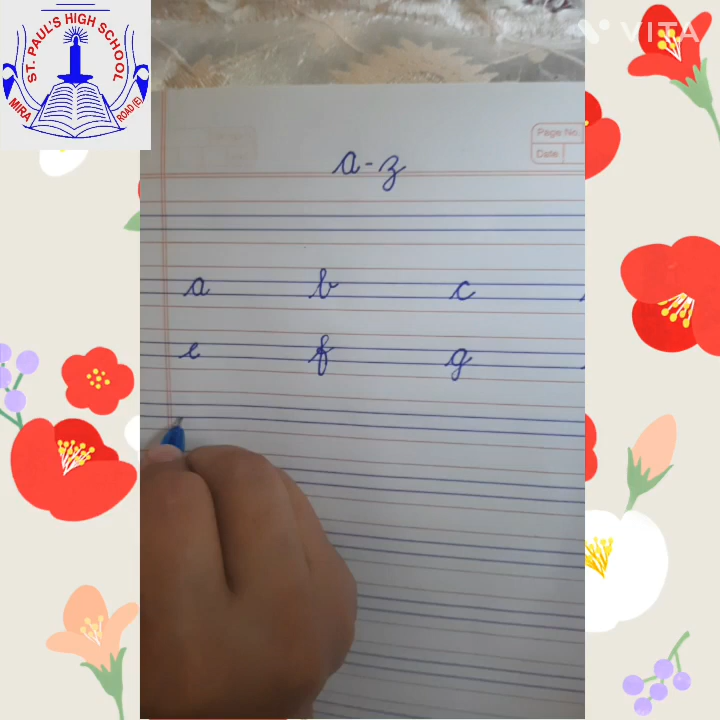 ST. PAUL'S HIGH SCHOOL
MIRA ROAD (E)
VITA
Page No.
Date
a-z
a b c
e f g